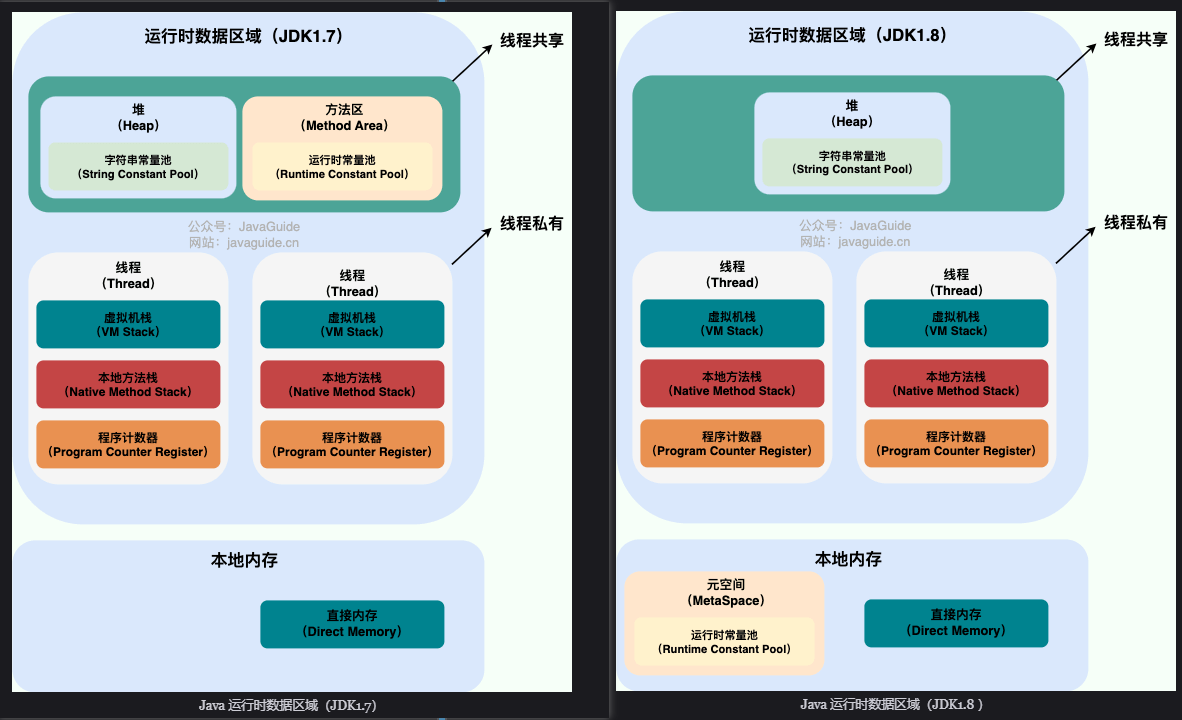 运行时数据区域（JDK1.7）
线程共享
堆
（Heap）
字符串常量池
(String Constant Pool)
方法区
（Method Area）
运行时常量池
(Runtime Constant Pool)
公众号：JavaGuide
网站：javaguide.cn
线程私有
线程
（Thread）
虚拟机栈
（VM Stack）
本地方法栈
（Native Method Stack）
程序计数器
（Program Counter Register）
线程
（Thread）
虚拟机栈
（VM Stack）
本地方法栈
（Native Method Stack）
程序计数器
（Program Counter Register）
本地内存
直接内存
（Direct Memory）
Java 运行时数据区域（JDK1.7）
运行时数据区域（JDK1.8）
线程共享
堆
（Heap）
字符串常量池
(String Constant Pool)
公众号：JavaGuide
网站：javaguide.cn
线程私有
线程
（Thread）
虚拟机栈
（VM Stack）
本地方法栈
（Native Method Stack）
程序计数器
（Program Counter Register）
线程
（Thread）
虚拟机栈
（VM Stack）
本地方法栈
（Native Method Stack）
程序计数器
（Program Counter Register）
本地内存
元空间
（MetaSpace）
运行时常量池
(Runtime Constant Pool)
直接内存
（Direct Memory）
Java 运行时数据区域（JDK1.8 ）